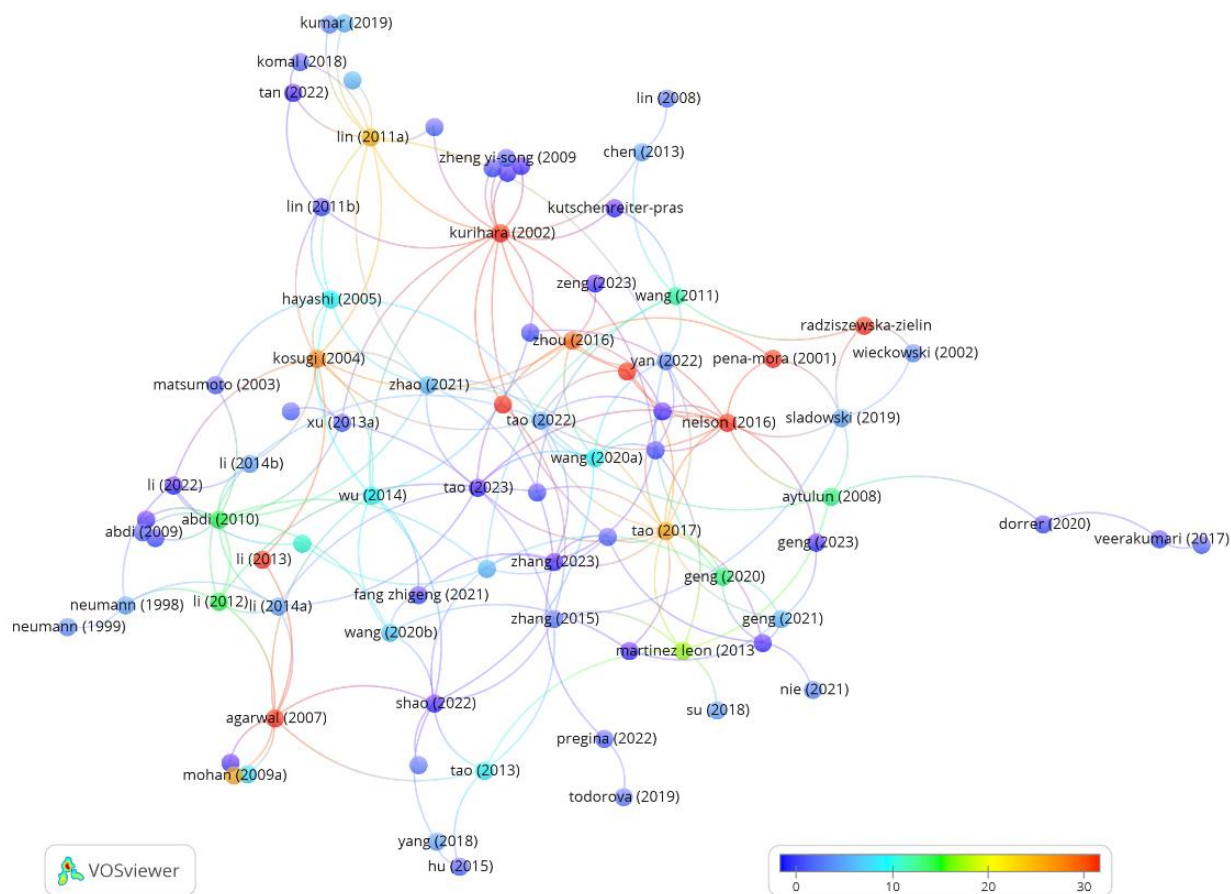 kumar (2019)
komal (2018)
tan (2022)
lin (2008)
lin (2011a)
zheng yi-song (2009
chen (2013)
lin (2011b)
kutschenreiter-pras
kurihara (2002)
zeng (2023)
wang (2011)
hayashi (2005)
radziszewska-zielin
zhou (2016)
wieckowski (2002)
kosugi (2004)
yan (2022)
pena-mora (2001)
matsumoto (2003)
zhao (2021)
xu (2013a)
tao (2022)
nelson (2016)
sladowski (2019)
li (2014b)
wang (2020a)
li (2022)
wu (2014)
tao (2023)
aytulun (2008)
abdi (2010)
abdi (2009)
tao (2017)
dorrer (2020)
veerakumari (2017)
geng (2023)
li (2013)
zhang (2023)
geng (2020)
neumann (1998)
li (2012)
li (2014a)
fang zhigeng (2021)
neumann (1999)
wang (2020b)
zhang (2015)
geng (2021)
martinez leon (2013
nie (2021)
shao (2022)
su (2018)
agarwal (2007)
pregina (2022)
mohan (2009a)
tao (2013)
todorova (2019)
yang (2018)
hu (2015)
VOSviewer
0 10 20 30